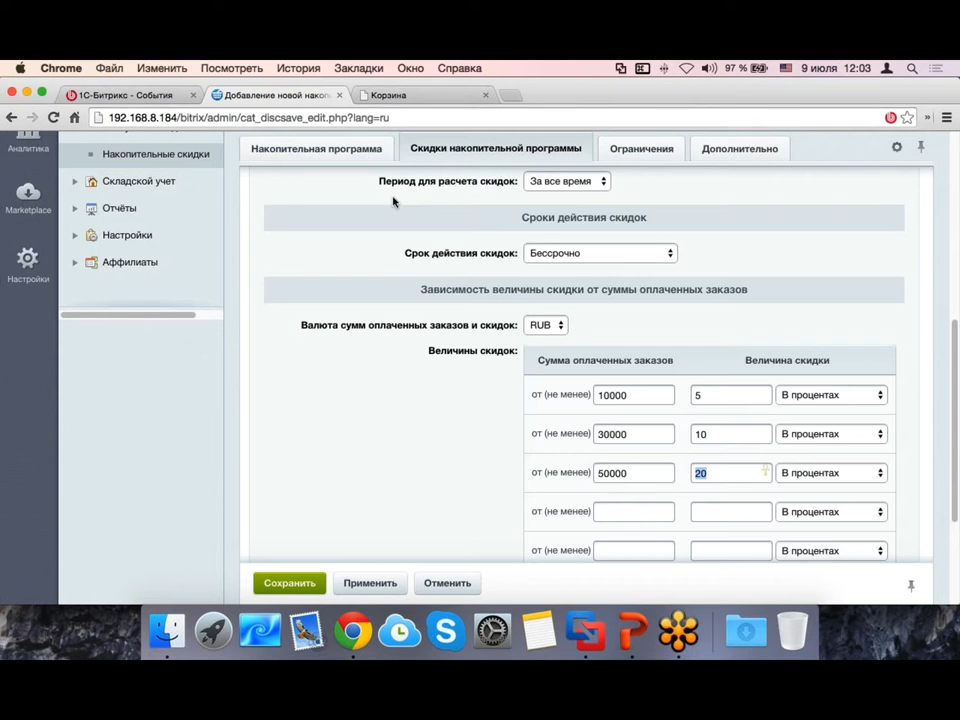 Chrome Файл Изменить Посмотреть История Закладки Окно Справка 97 % 9 июля 12:03
1С-Битрикс - События × Добавление новой накоп × Корзина ×
192.168.8.184/bitrix/admin/cat_discsave_edit.php?lang=ru »
Аналитика
Marketplace
Настройки
Накопительные скидки
Складской учет
Отчёты
Настройки
Аффилиаты
Накопительная программа Скидки накопительной программы Ограничения Дополнительно
Период для расчета скидок: За все время
Сроки действия скидок
Срок действия скидок: Бессрочно
Зависимость величины скидки от суммы оплаченных заказов
Валюта сумм оплаченных заказов и скидок: RUB
Величины скидок: Сумма оплаченных заказов Величина скидки
от (не менее) 10000 5 В процентах
от (не менее) 30000 10 В процентах
от (не менее) 50000 20 В процентах
от (не менее) В процентах
от (не менее) В процентах
Сохранить Применить Отменить